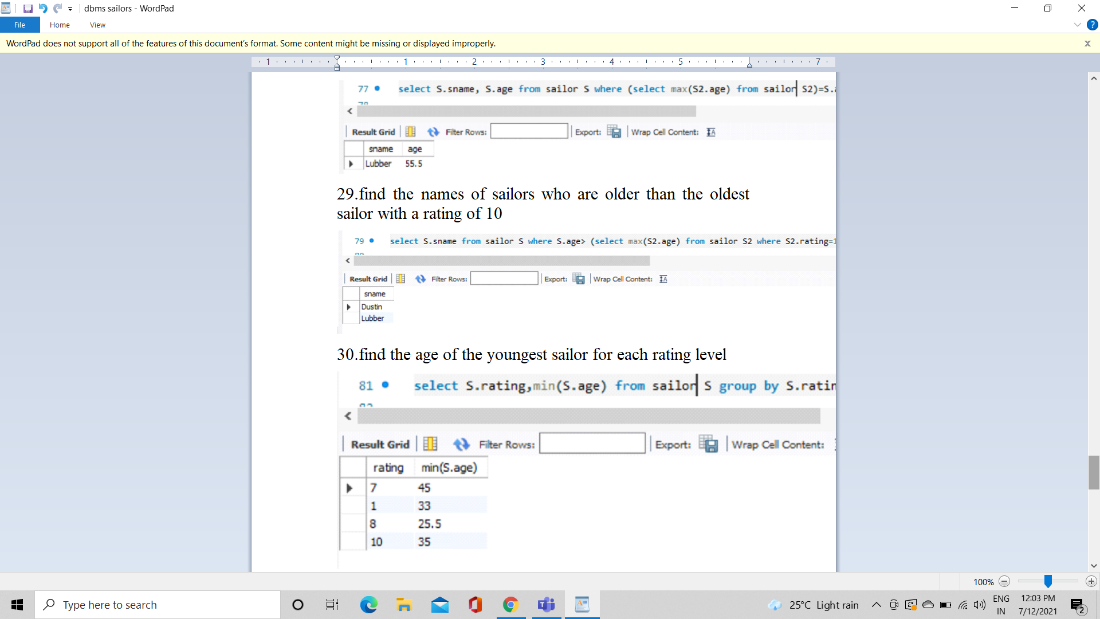 dbms sailors - WordPad
File Home View
WordPad does not support all of the features of this document's format. Some content might be missing or displayed improperly. x
1 1 2 3 4 5 7
77 select S.sname, S.age from sailor S where (select max(S2.age) from sailor S2)=S.
Result Grid Filter Rows: Export: Wrap Cell Content:
sname age
Lubber 55.5
29.find the names of sailors who are older than the oldest
sailor with a rating of 10
79 select S.sname from sailor S where S.age> (select max(S2.age) from sailor S2 where S2.rating=
Result Grid Filter Rows: Export: Wrap Cell Content:
sname
Dustin
Lubber
30.find the age of the youngest sailor for each rating level
81 select S.rating,min(S.age) from sailor S group by S.ratin
Result Grid Filter Rows: Export: Wrap Cell Content:
rating min(S.age)
7 45
1 33
8 25.5
10 35
100%
Type here to search
25°C Light rain
ENG
IN
12:03 PM
7/12/2021
2